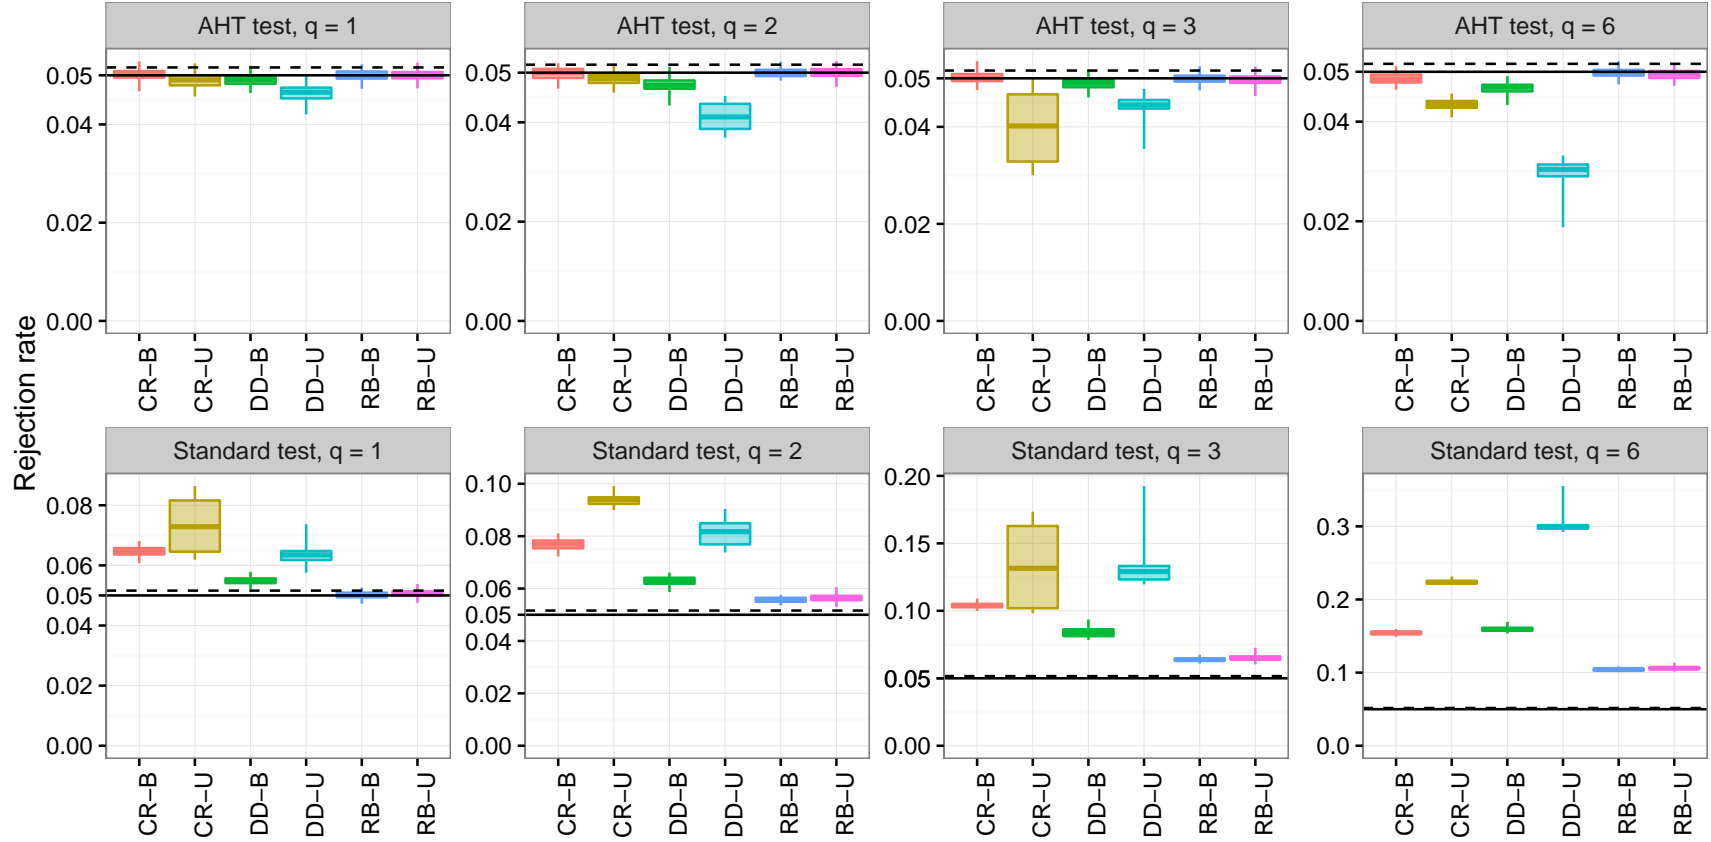 AHT test, q = 1
AHT test, q = 2
AHT test, q = 3
AHT test, q = 6
0.05
0.04
0.02
0.00
0.05
0.04
0.02
0.00
0.05
0.04
0.02
0.00
0.05
0.04
0.02
0.00
CR−B
CR−U
DD−B
DD−U
RB−B
RB−U
CR−B
CR−U
DD−B
DD−U
RB−B
RB−U
CR−B
CR−U
DD−B
DD−U
RB−B
RB−U
CR−B
CR−U
DD−B
DD−U
RB−B
RB−U
Rejection rate
Standard test, q = 1
Standard test, q = 2
Standard test, q = 3
Standard test, q = 6
0.08
0.06
0.05
0.04
0.02
0.00
0.10
0.08
0.06
0.05
0.04
0.02
0.00
0.20
0.15
0.10
0.05
0.00
0.3
0.2
0.1
0.0
CR−B
CR−U
DD−B
DD−U
RB−B
RB−U
CR−B
CR−U
DD−B
DD−U
RB−B
RB−U
CR−B
CR−U
DD−B
DD−U
RB−B
RB−U
CR−B
CR−U
DD−B
DD−U
RB−B
RB−U